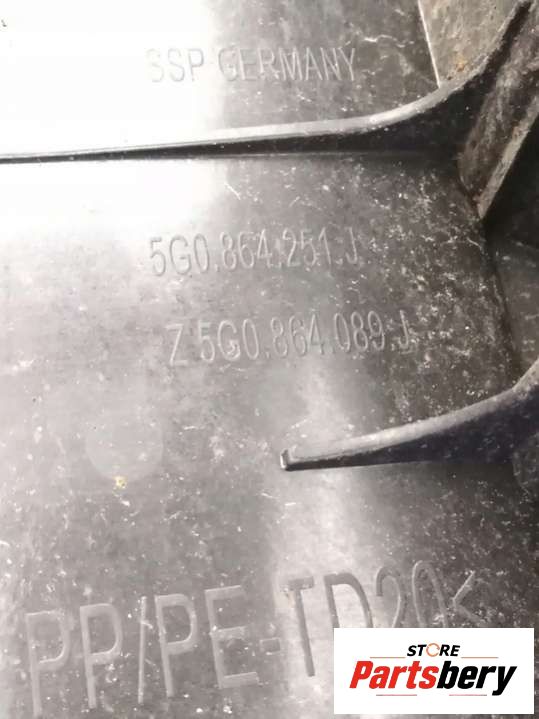 SSP GERMANY
5G0.864.251.J
Z 5G0.864.089.J
PP/PE-TD20<
STORE
Partsbery